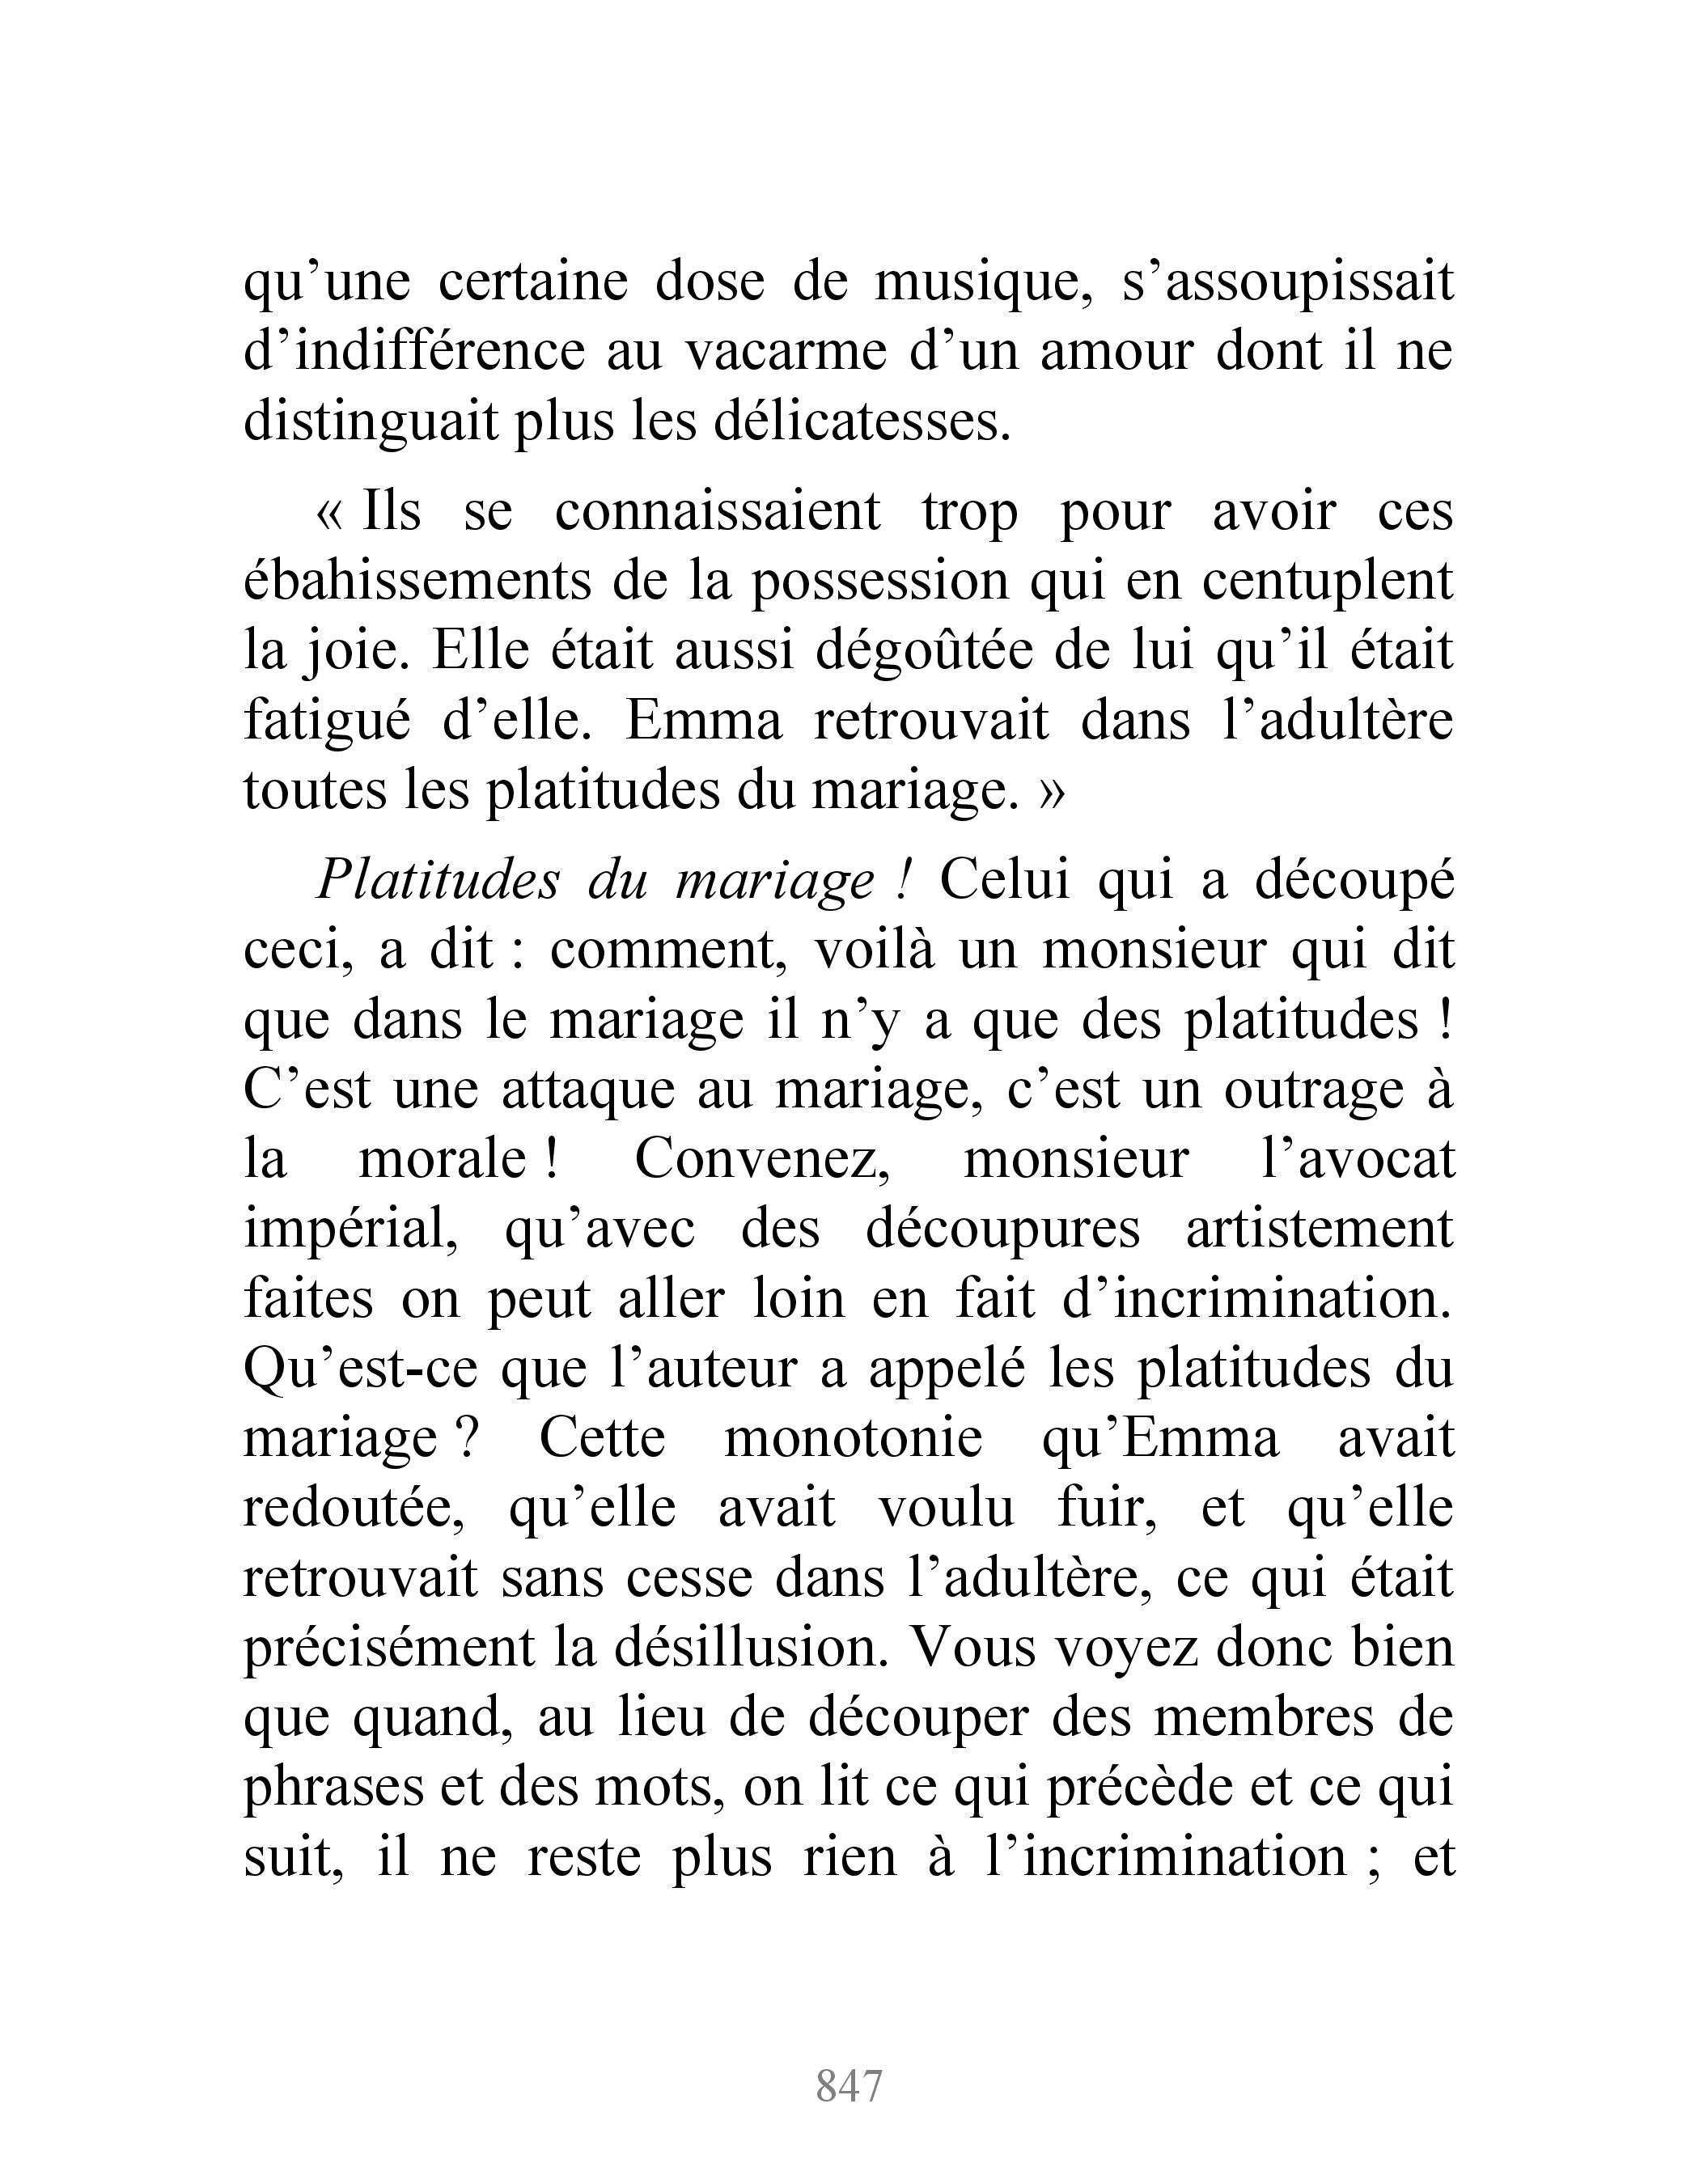 qu’une certaine dose de musique, s’assoupissait
d’indifférence au vacarme d’un amour dont il ne
distinguait plus les délicatesses.
« Ils se connaissaient trop pour avoir ces
ébahissements de la possession qui en centuplent
la joie. Elle était aussi dégoûtée de lui qu’il était
fatigué d’elle. Emma retrouvait dans l’adultère
toutes les platitudes du mariage. »
Platitudes du mariage ! Celui qui a découpé
ceci, a dit : comment, voilà un monsieur qui dit
que dans le mariage il n’y a que des platitudes !
C’est une attaque au mariage, c’est un outrage à
la morale ! Convenez, monsieur l’avocat
impérial, qu’avec des découpures artistement
faites on peut aller loin en fait d’incrimination.
Qu’est-ce que l’auteur a appelé les platitudes du
mariage ? Cette monotonie qu’Emma avait
redoutée, qu’elle avait voulu fuir, et qu’elle
retrouvait sans cesse dans l’adultère, ce qui était
précisément la désillusion. Vous voyez donc bien
que quand, au lieu de découper des membres de
phrases et des mots, on lit ce qui précède et ce qui
suit, il ne reste plus rien à l’incrimination ; et
847